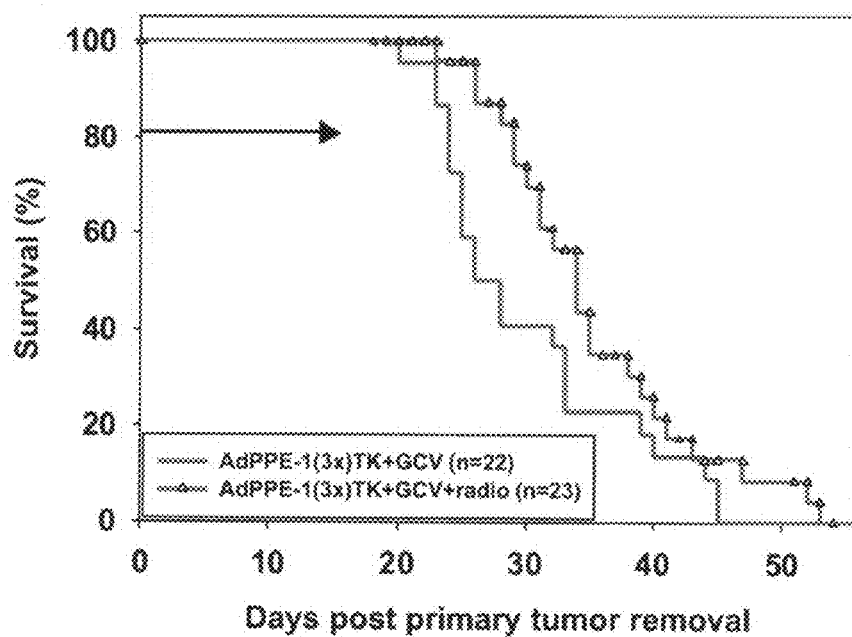 100
80
60
40
20
0
Survival (%)
AdPPE-1(3x)TK+GCV (n=22)
AdPPE-1(3x)TK+GCV+radio (n=23)
0 10 20 30 40 50
Days post primary tumor removal